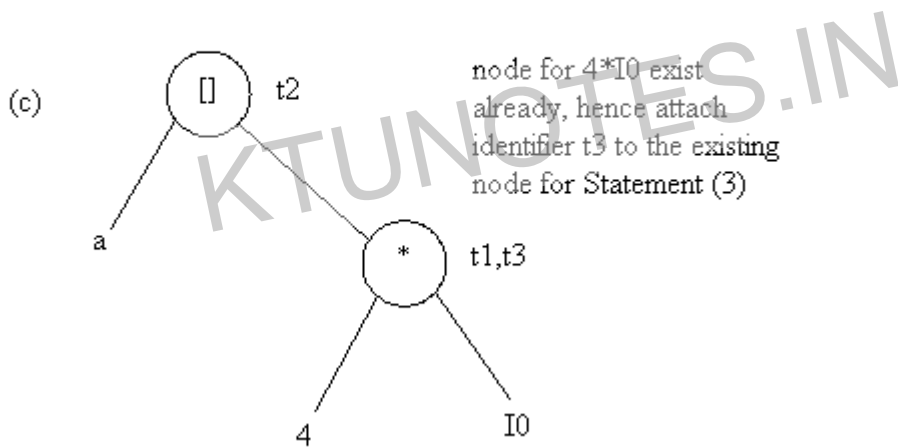 (c)
[]
t2
node for 4*I0 exist
already, hence attach
identifier t3 to the existing
node for Statement (3)
a
*
t1,t3
4
I0
KTUNOTES.IN